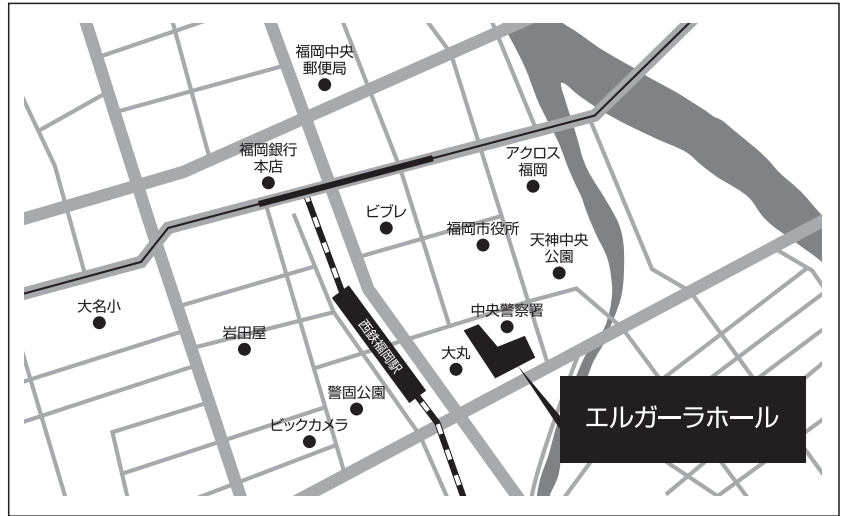 福岡中央
郵便局
福岡銀行
本店
アクロス
福岡
ビブレ
福岡市役所
天神中央
公園
大名小
中央警察署
岩田屋
西鉄福岡駅
大丸
警固公園
ビックカメラ
エルガーラホール